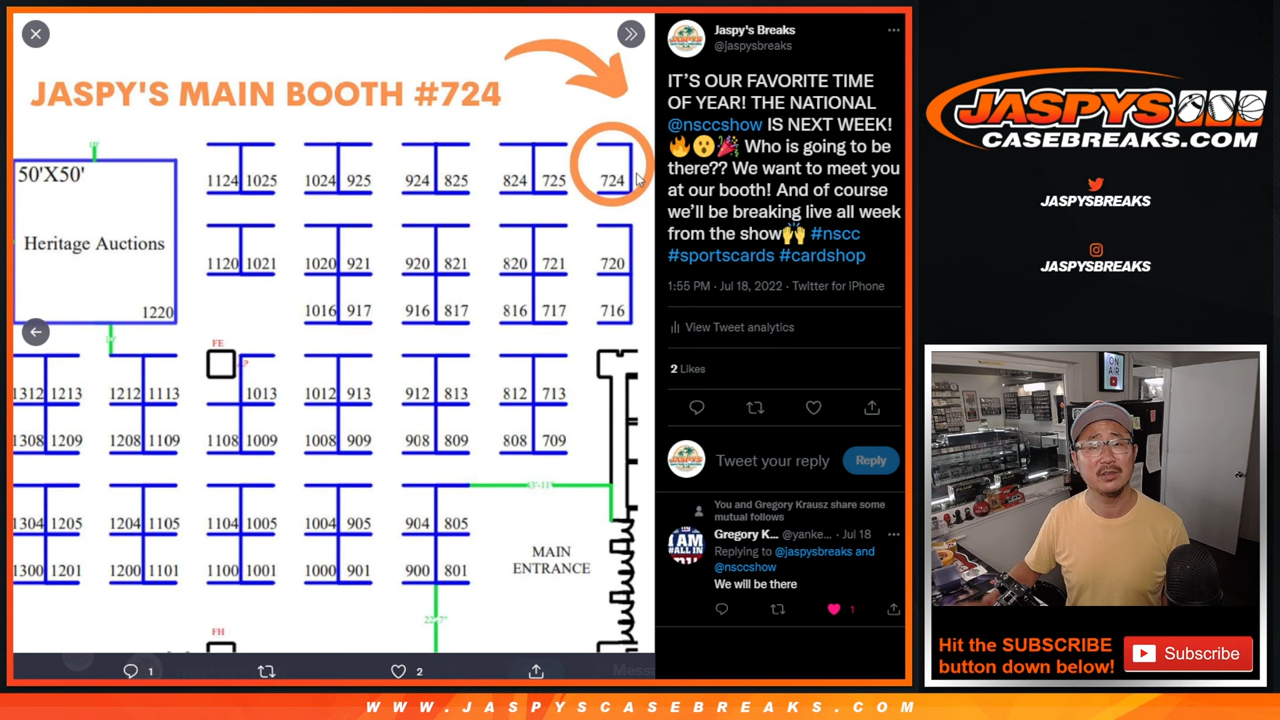 JASPY'S MAIN BOOTH #724
50'X50'
Heritage Auctions
1220
1124 1025 1024 925 924 825 824 725 724
1120 1021 1020 921 920 821 820 721 720
1016 917 916 817 816 717 716
FE
1312 1213 1212 1113 1013 1012 913 912 813 812 713
1308 1209 1208 1109 1108 1009 1008 909 908 809 808 709
1304 1205 1204 1105 1104 1005 1004 905 904 805
1300 1201 1200 1101 1100 1001 1000 901 900 801
MAIN
ENTRANCE
FH
1
2
Jaspy's Breaks
@jaspysbreaks
IT'S OUR FAVORITE TIME
OF YEAR! THE NATIONAL
@nsccshow IS NEXT WEEK!
🔥😮🎉 Who is going to be
there?? We want to meet you
at our booth! And of course
we'll be breaking live all week
from the show🙌 #nscc
#sportscards #cardshop
1:55 PM · Jul 18, 2022 · Twitter for iPhone
View Tweet analytics
2 Likes
Tweet your reply
Reply
You and Gregory Krausz share some
mutual follows
Gregory K... @yanke... · Jul 18
Replying to @jaspysbreaks and
@nsccshow
We will be there
1
JASPYS
CASEBREAKS.COM
JASPYSBREAKS
JASPYSBREAKS
ON
AIR
Hit the SUBSCRIBE
button down below!
Subscribe
WWW.JASPYSCASEBREAKS.COM